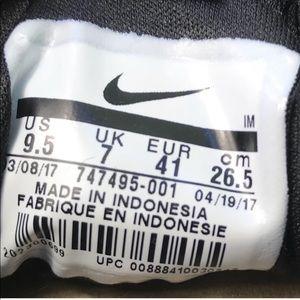 US UK EUR cm IM
9.5 7 41 26.5
3/08/17 747495-001 04/19/17
MADE IN INDONESIA
FABRIQUE EN INDONESIE
UPC